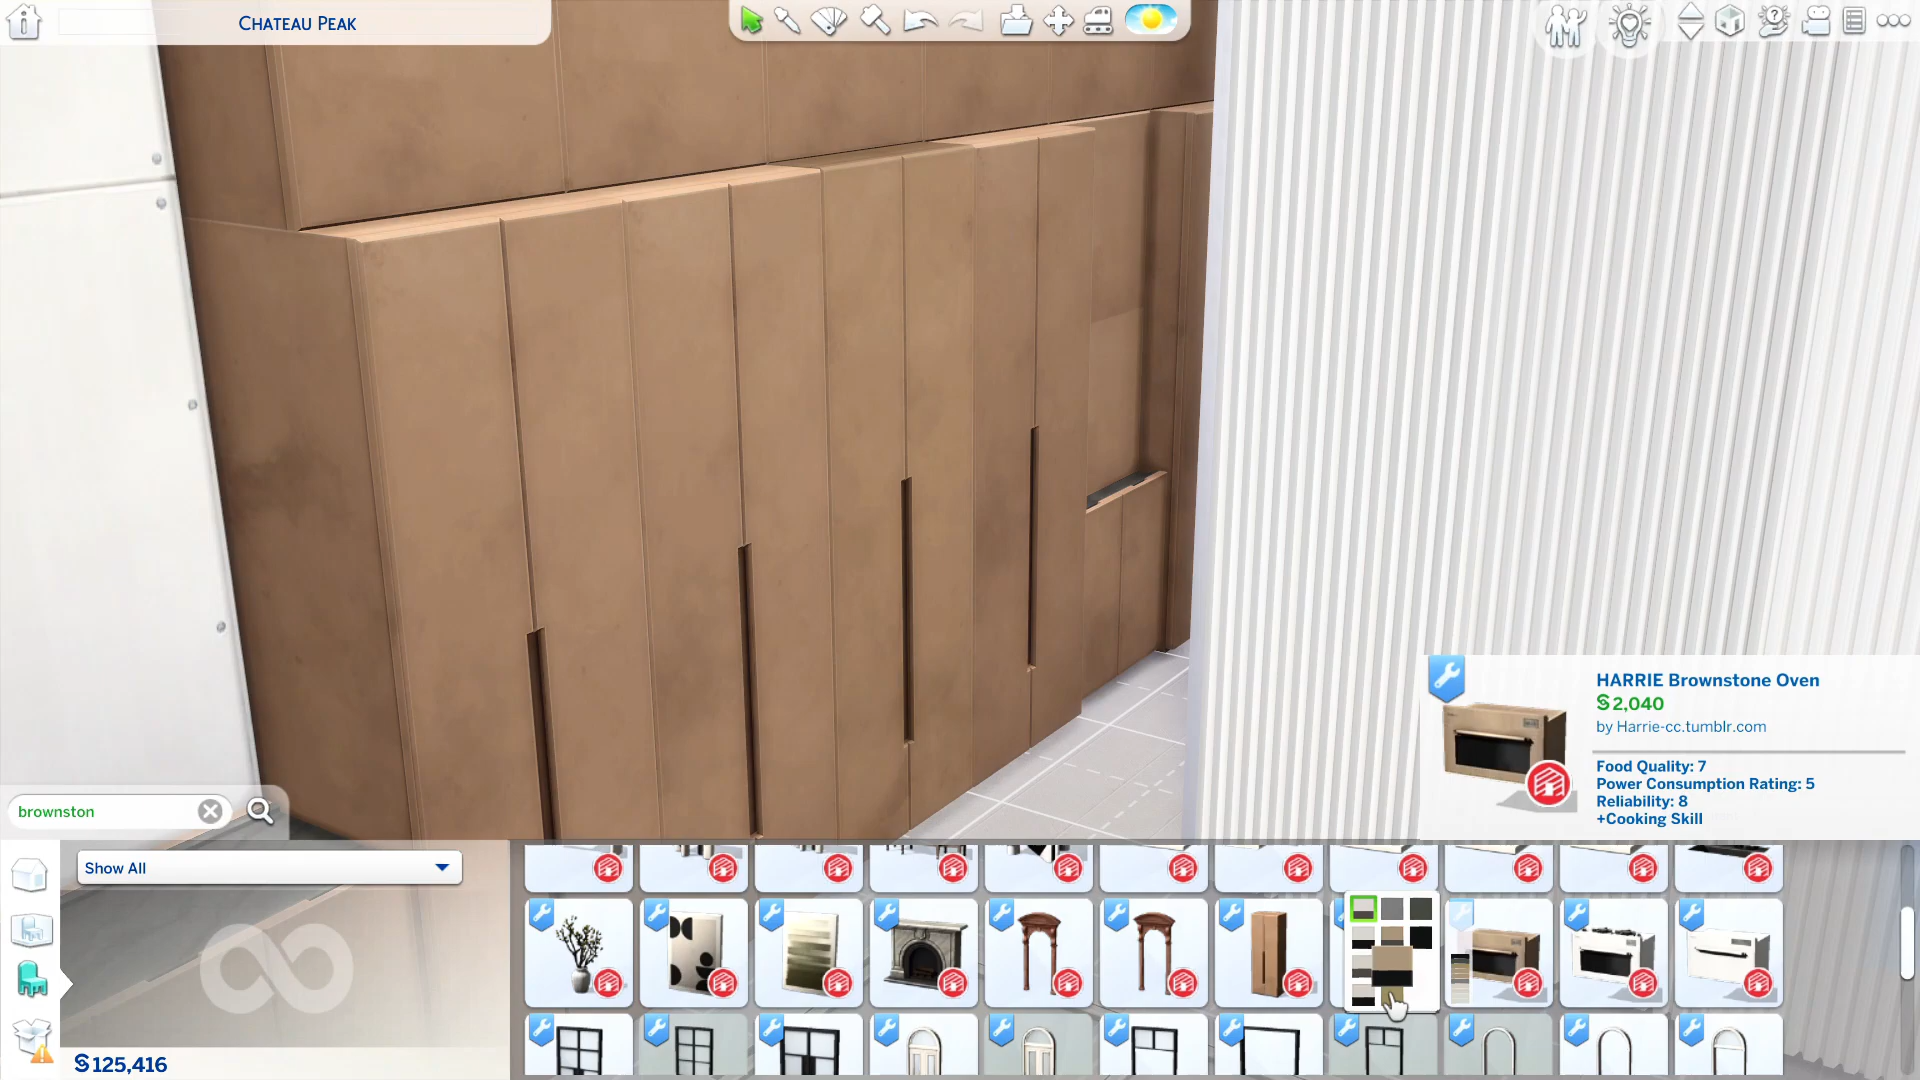 CHATEAU PEAK
HARRIE Brownstone Oven
§2,040
by Harrie-cc.tumblr.com
Food Quality: 7
Power Consumption Rating: 5
Reliability: 8
+Cooking Skill
brownston
Show All
§125,416